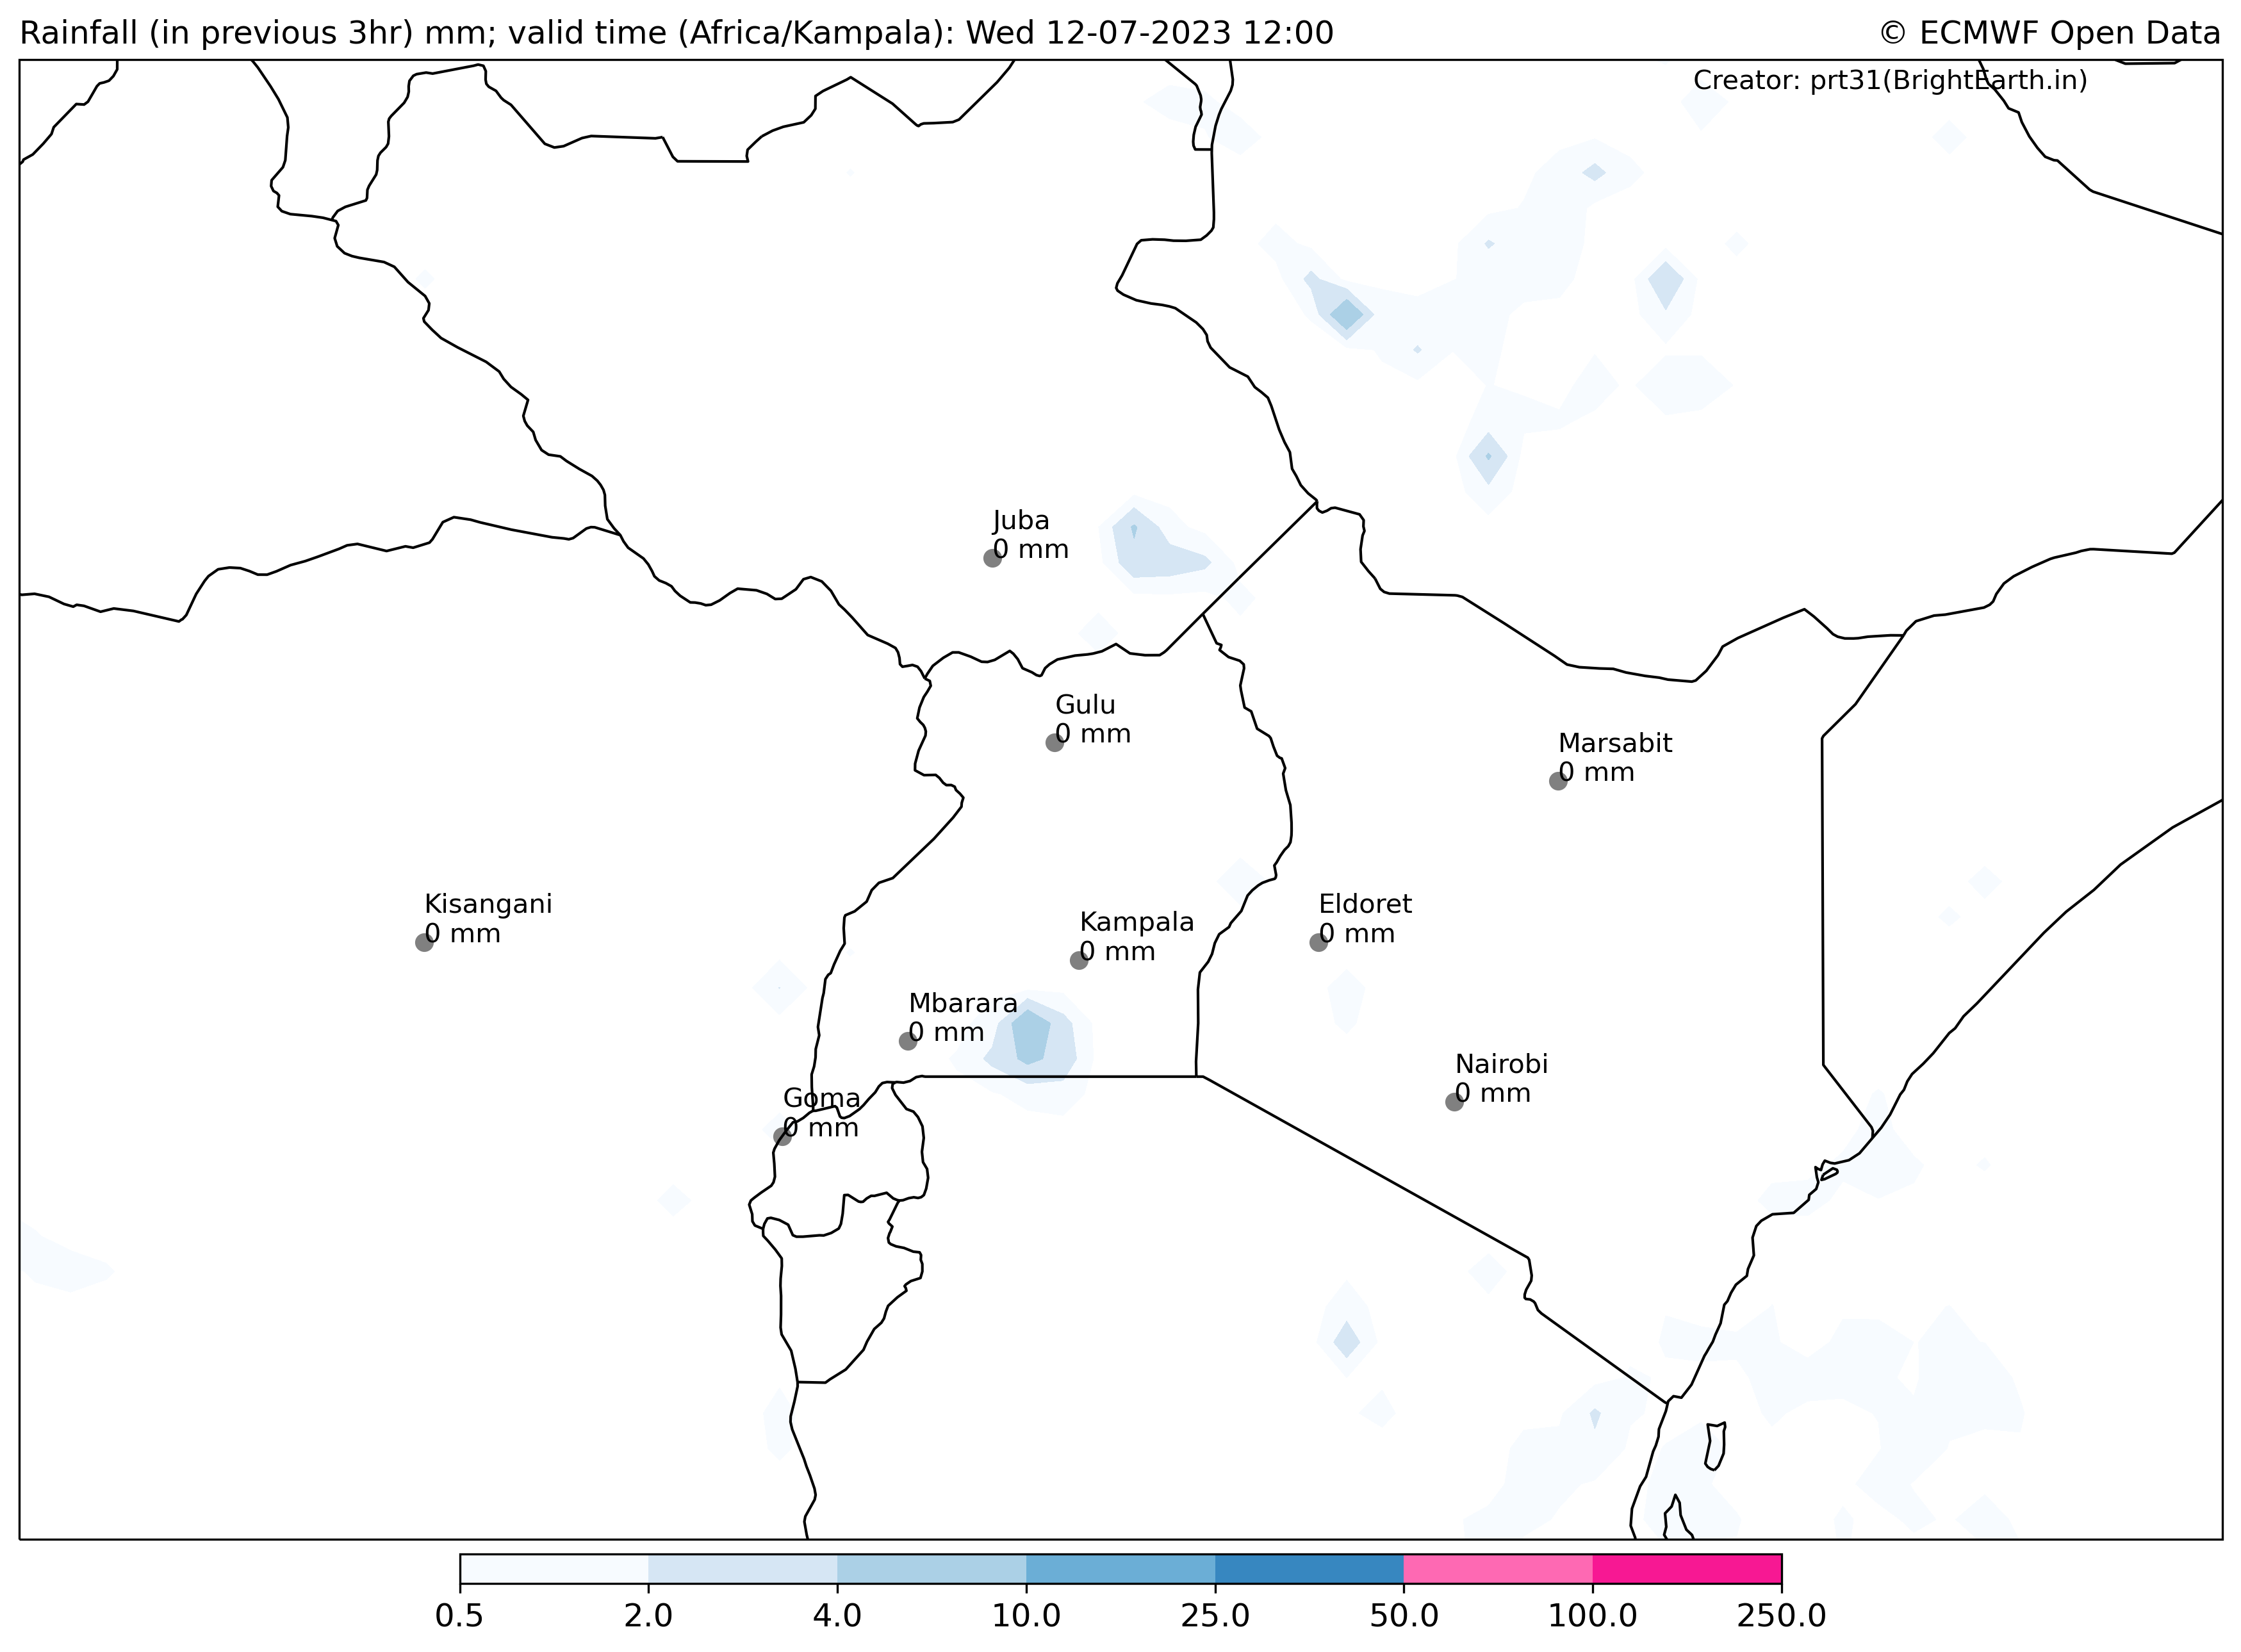 Rainfall (in previous 3hr) mm; valid time (Africa/Kampala): Wed 12-07-2023 12:00
© ECMWF Open Data
Creator: prt31(BrightEarth.in)
Juba
0 mm
Gulu
0 mm
Marsabit
0 mm
Kisangani
0 mm
Kampala
0 mm
Eldoret
0 mm
Mbarara
0 mm
Nairobi
0 mm
Goma
0 mm
0.5 2.0 4.0 10.0 25.0 50.0 100.0 250.0